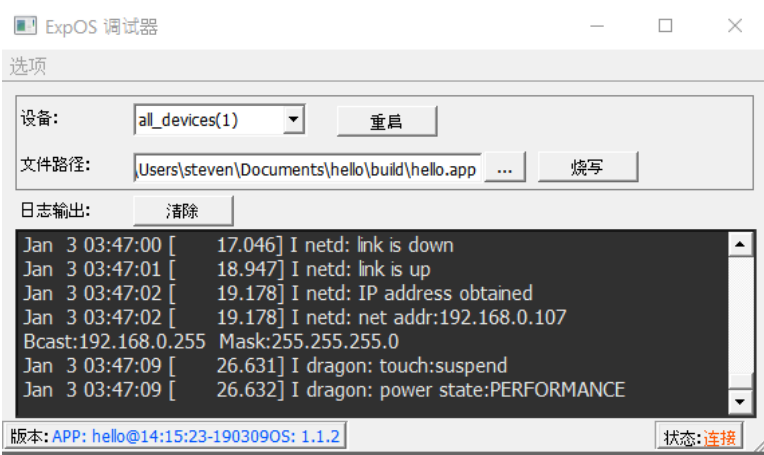 ExpOS 调试器
选项
设备: all_devices(1) 重启
文件路径: \Users\steven\Documents\hello\build\hello.app ... 烧写
日志输出: 清除
Jan  3 03:47:00 [      17.046] I netd: link is down
Jan  3 03:47:01 [      18.947] I netd: link is up
Jan  3 03:47:02 [      19.178] I netd: IP address obtained
Jan  3 03:47:02 [      19.178] I netd: net addr:192.168.0.107
Bcast:192.168.0.255  Mask:255.255.255.0
Jan  3 03:47:09 [      26.631] I dragon: touch:suspend
Jan  3 03:47:09 [      26.632] I dragon: power state:PERFORMANCE
版本: APP: hello@14:15:23-190309OS: 1.1.2 状态:连接